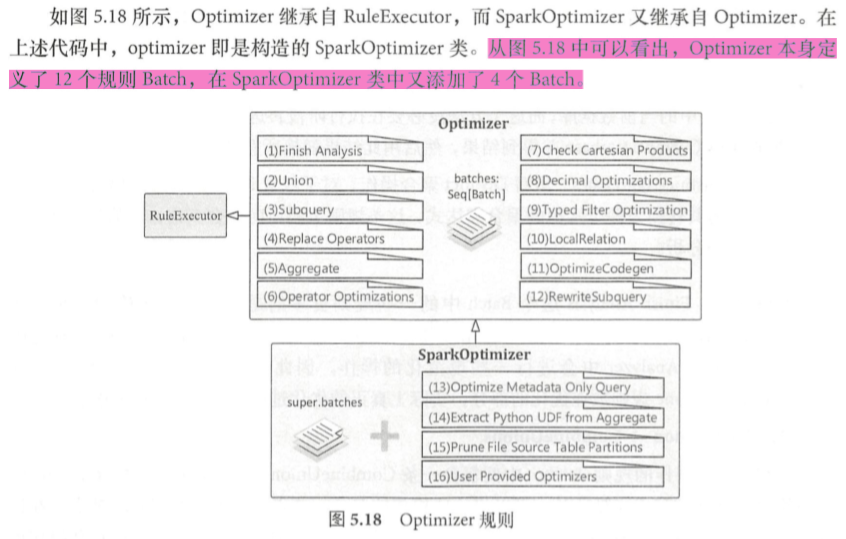 如图 5.18 所示，Optimizer 继承自 RuleExecutor，而 SparkOptimizer 又继承自 Optimizer。在
上述代码中，optimizer 即是构造的 SparkOptimizer 类。从图 5.18 中可以看出，Optimizer 本身定
义了 12 个规则 Batch，在 SparkOptimizer 类中又添加了 4 个 Batch。
Optimizer
(1)Finish Analysis
(2)Union
(3)Subquery
(4)Replace Operators
(5)Aggregate
(6)Operator Optimizations
batches:
Seq[Batch]
(7)Check Cartesian Products
(8)Decimal Optimizations
(9)Typed Filter Optimization
(10)LocalRelation
(11)OptimizeCodegen
(12)RewriteSubquery
RuleExecutor
SparkOptimizer
super.batches
(13)Optimize Metadata Only Query
(14)Extract Python UDF from Aggregate
(15)Prune File Source Table Partitions
(16)User Provided Optimizers
图 5.18 Optimizer 规则